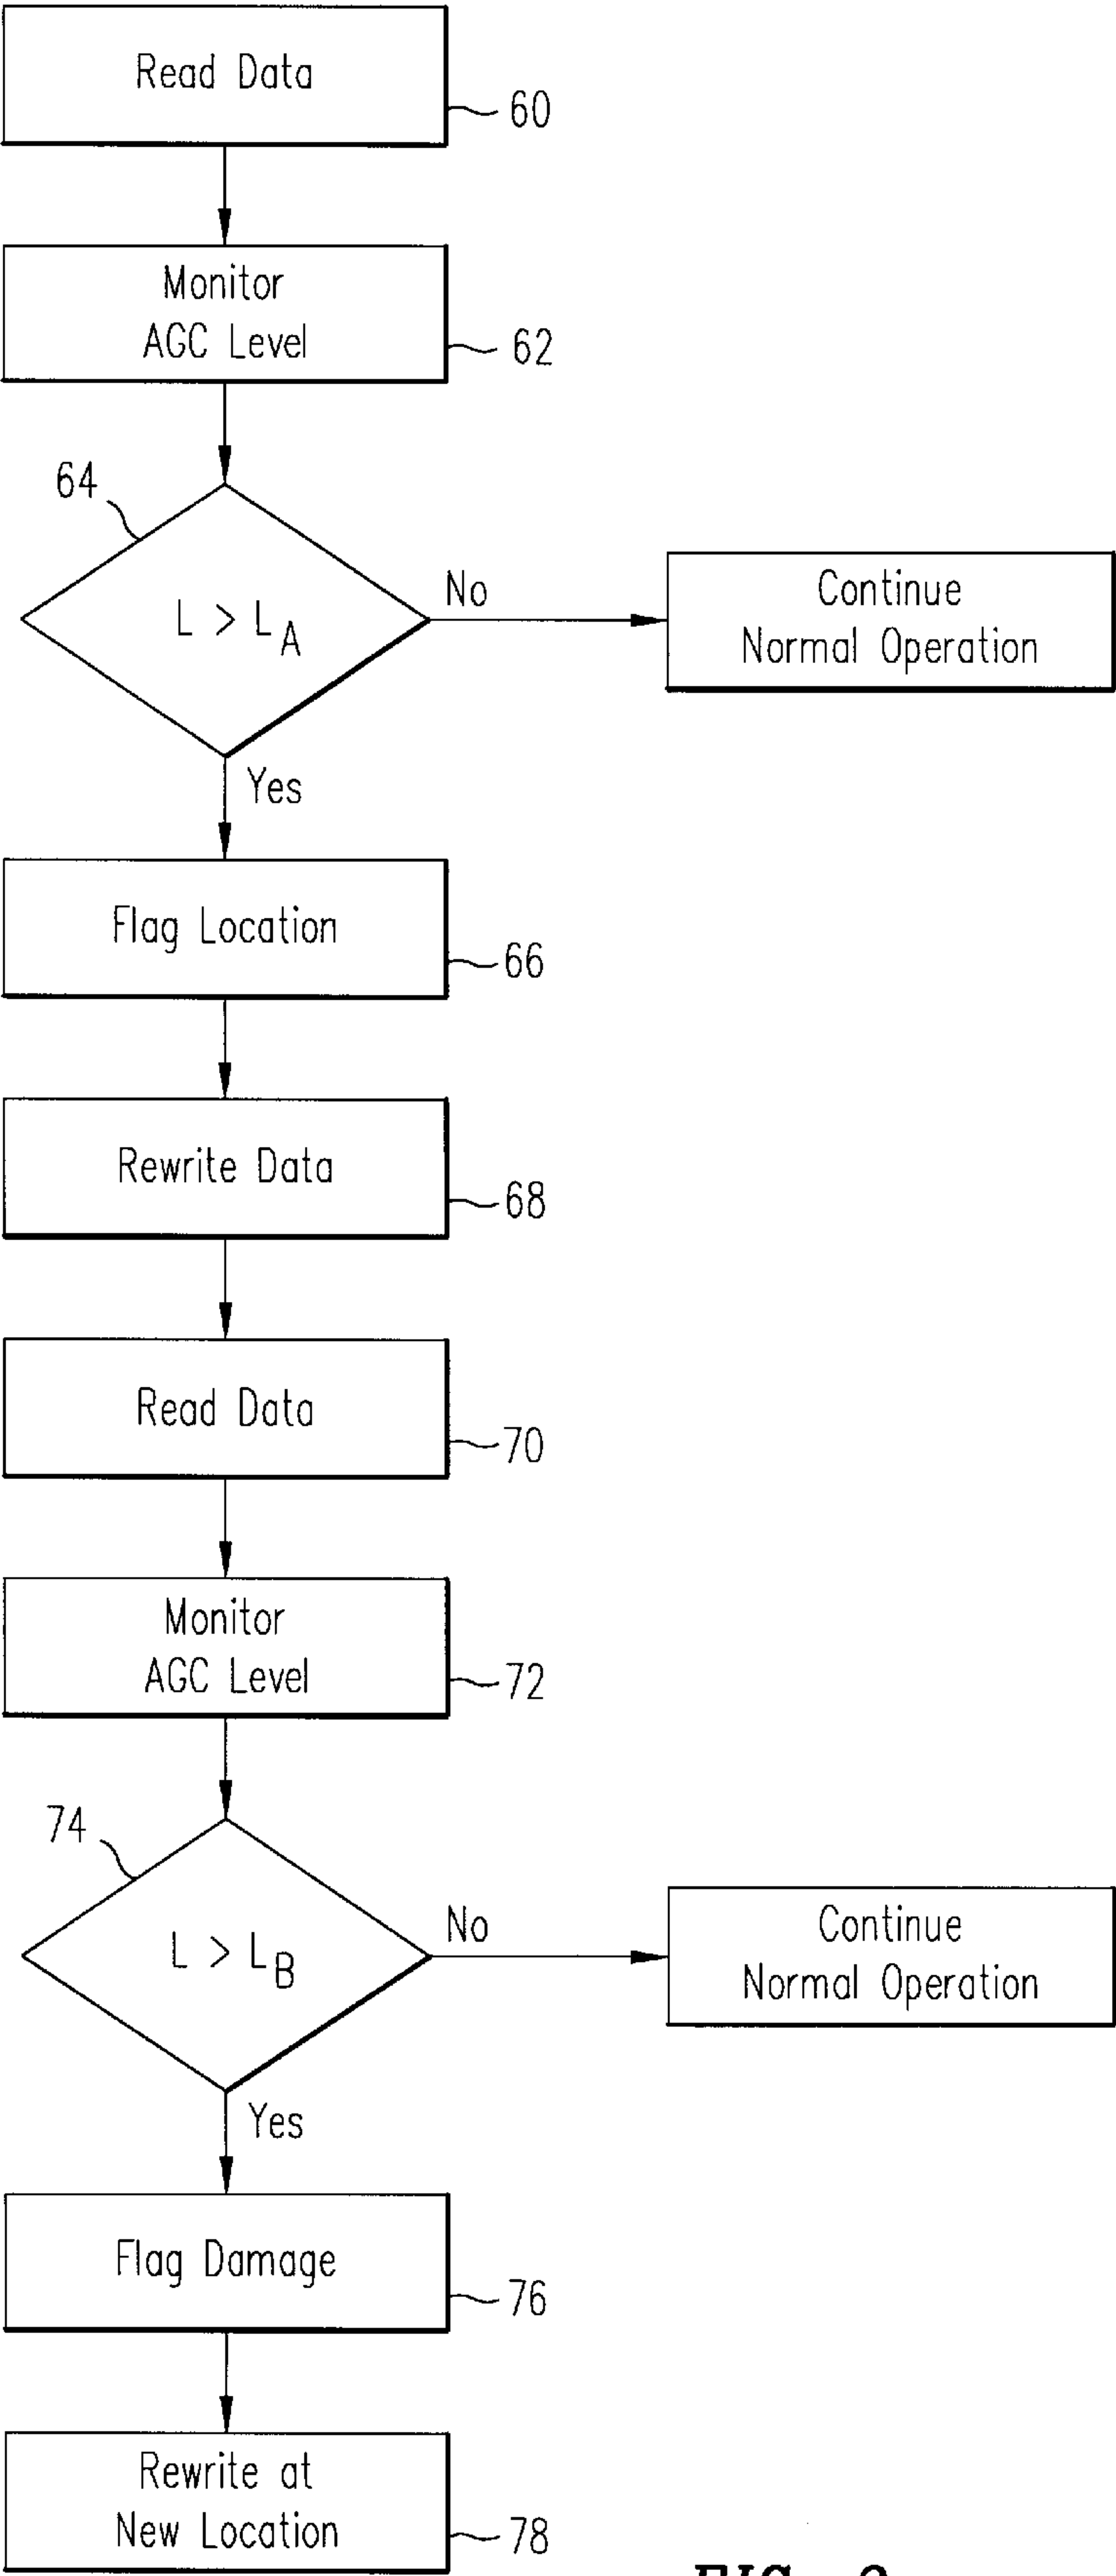 Read Data
60
Monitor
AGC Level
62
64
L > L_A
No
Continue
Normal Operation
Yes
Flag Location
66
Rewrite Data
68
Read Data
70
Monitor
AGC Level
72
74
L > L_B
No
Continue
Normal Operation
Yes
Flag Damage
76
Rewrite at
New Location
78